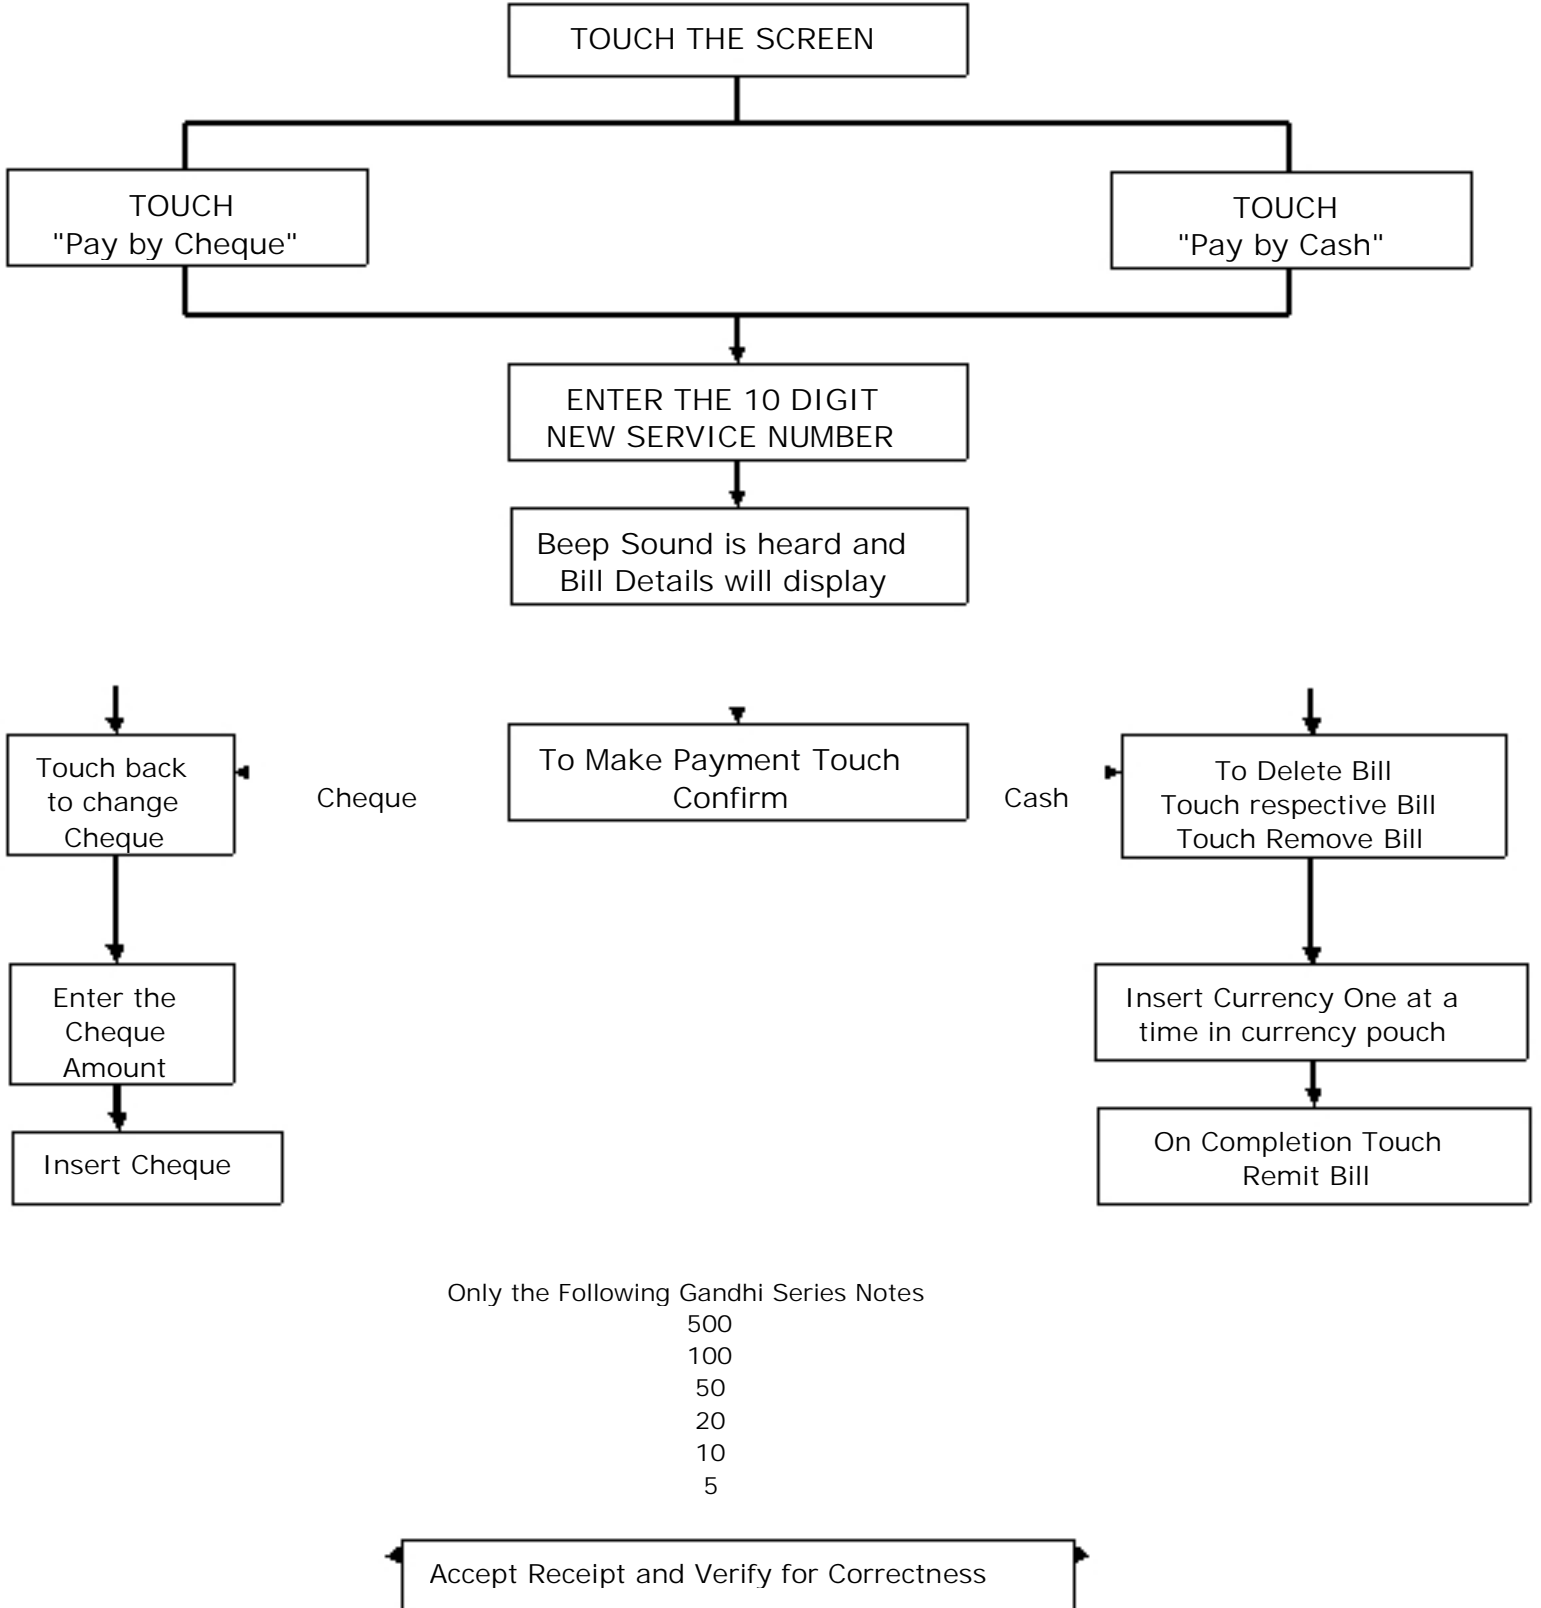 TOUCH THE SCREEN
TOUCH
"Pay by Cheque"
TOUCH
"Pay by Cash"
ENTER THE 10 DIGIT
NEW SERVICE NUMBER
Beep Sound is heard and
Bill Details will display
Touch back
to change
Cheque
Cheque
To Make Payment Touch
Confirm
Cash
To Delete Bill
Touch respective Bill
Touch Remove Bill
Enter the
Cheque
Amount
Insert Currency One at a
time in currency pouch
Insert Cheque
On Completion Touch
Remit Bill
Only the Following Gandhi Series Notes
500
100
50
20
10
5
Accept Receipt and Verify for Correctness